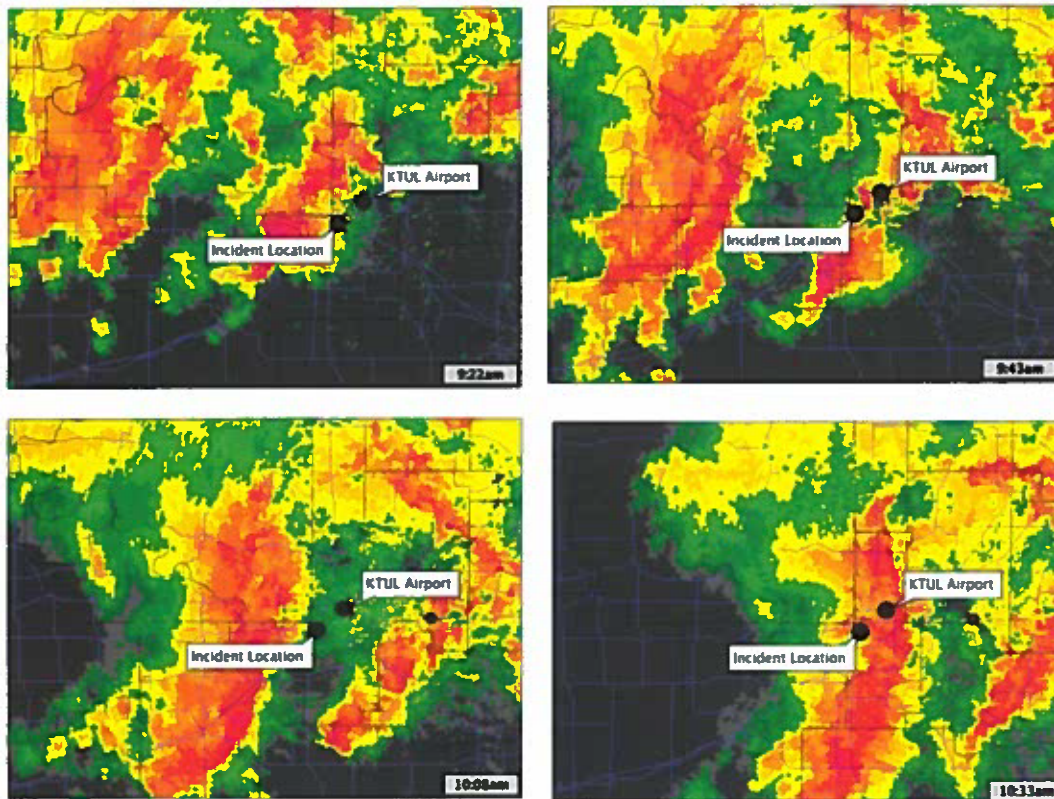 KTUL Airport
Incident Location
9:22am
KTUL Airport
Incident Location
9:43am
KTUL Airport
Incident Location
10:08am
KTUL Airport
Incident Location
10:33am